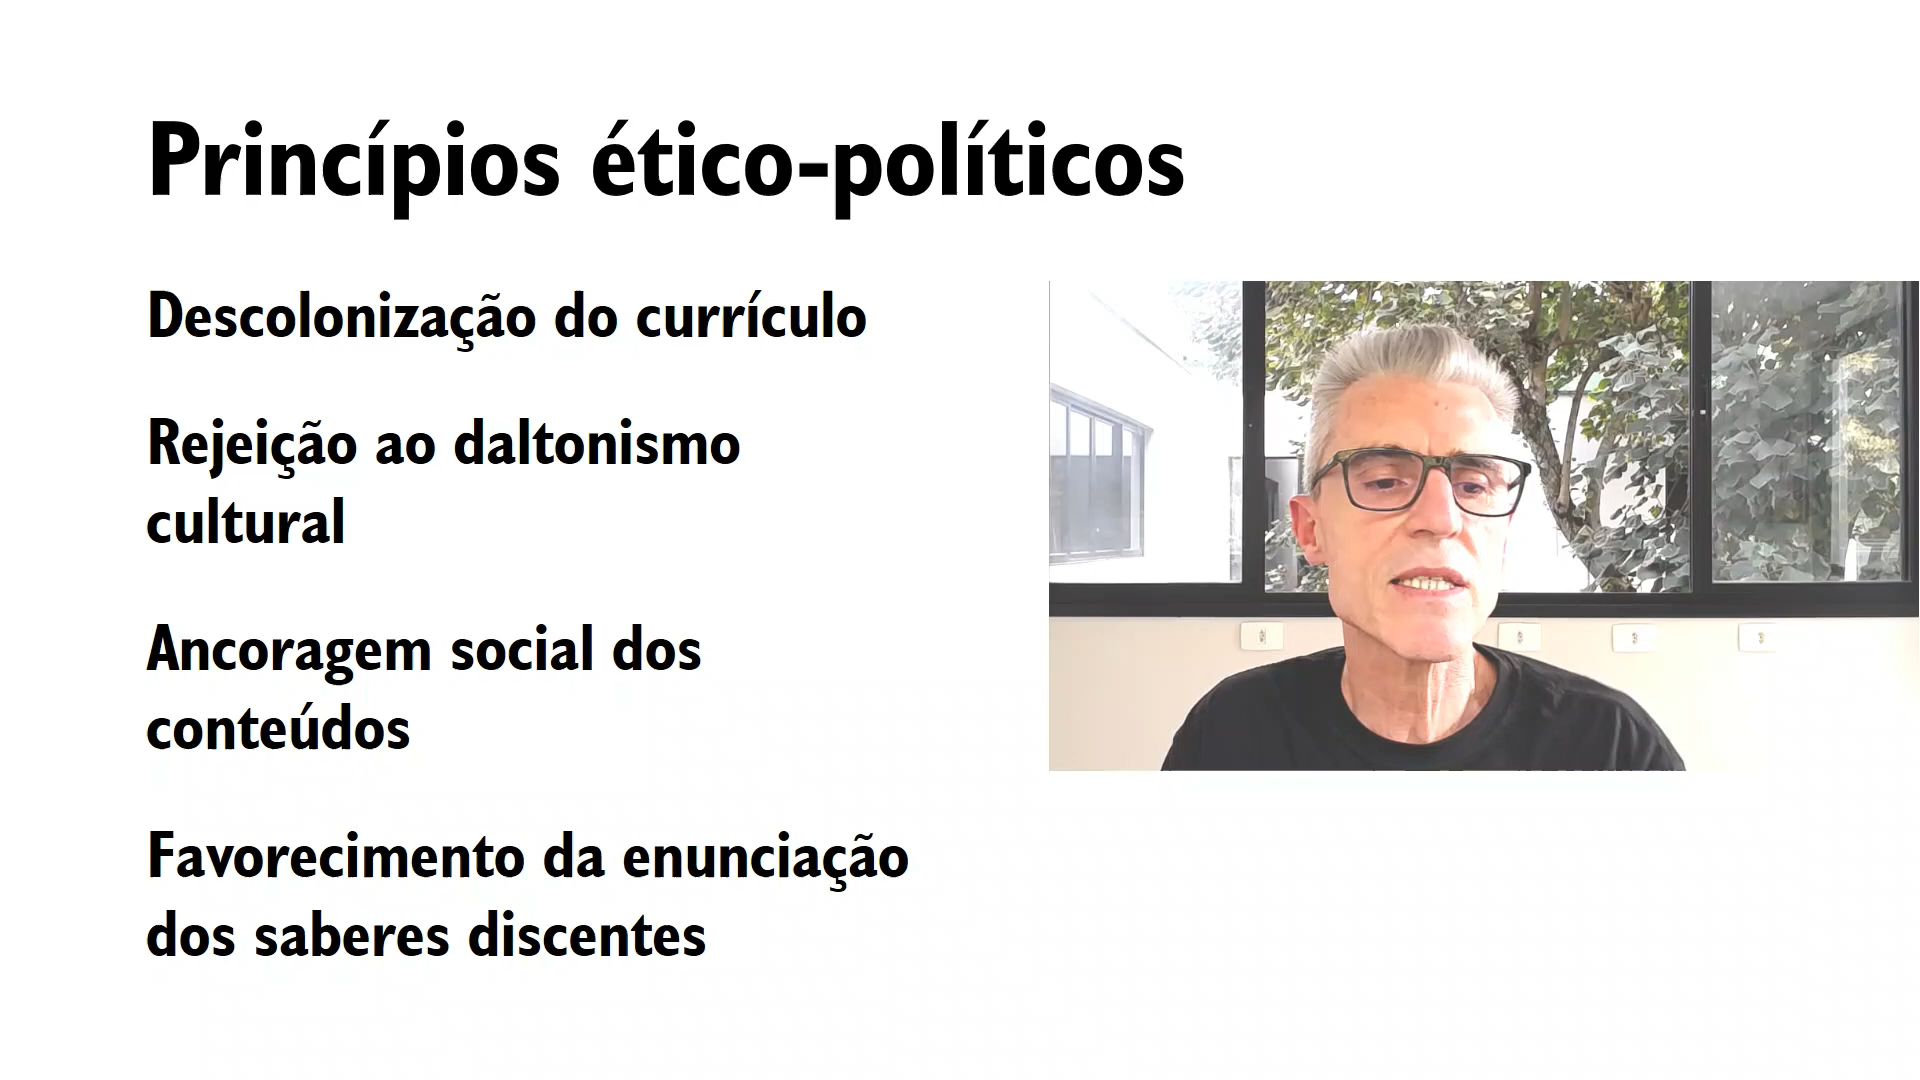 Princípios ético-políticos
Descolonização do currículo
Rejeição ao daltonismo
cultural
Ancoragem social dos
conteúdos
Favorecimento da enunciação
dos saberes discentes